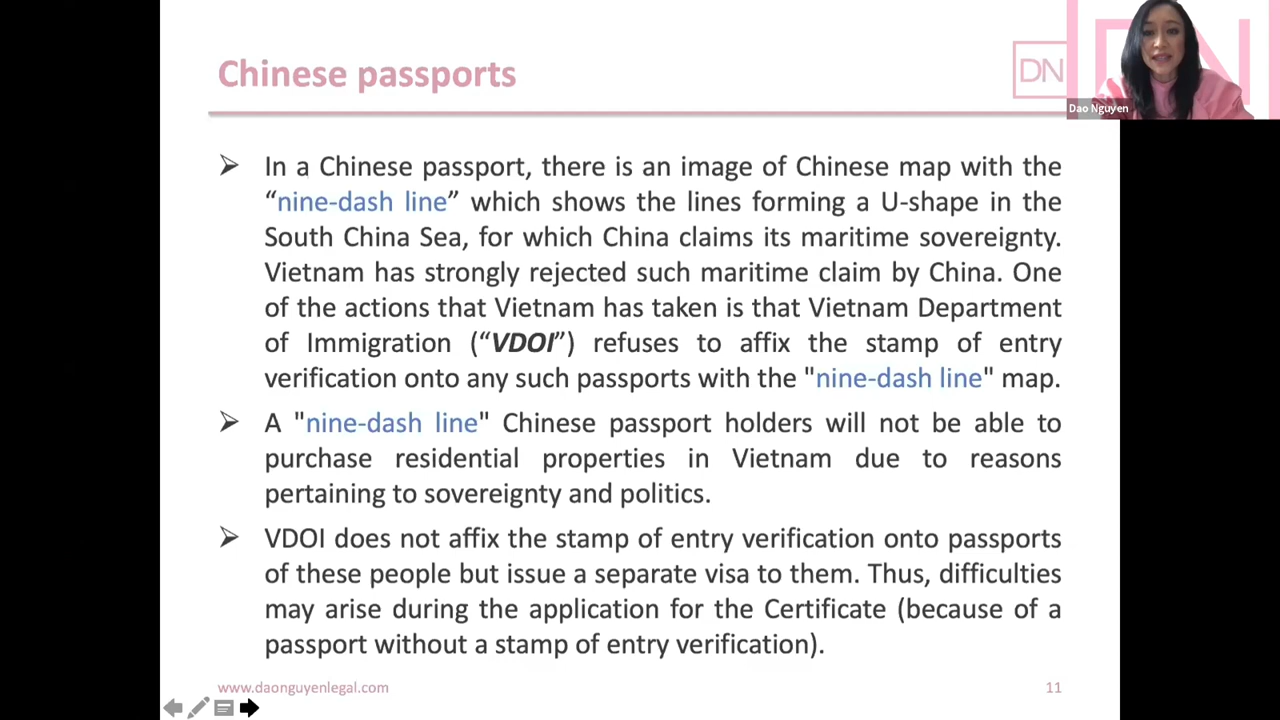 Chinese passports
DN
Dao Nguyen
➢ In a Chinese passport, there is an image of Chinese map with the
“nine-dash line” which shows the lines forming a U-shape in the
South China Sea, for which China claims its maritime sovereignty.
Vietnam has strongly rejected such maritime claim by China. One
of the actions that Vietnam has taken is that Vietnam Department
of Immigration (“VDOI”) refuses to affix the stamp of entry
verification onto any such passports with the "nine-dash line" map.
➢ A "nine-dash line" Chinese passport holders will not be able to
purchase residential properties in Vietnam due to reasons
pertaining to sovereignty and politics.
➢ VDOI does not affix the stamp of entry verification onto passports
of these people but issue a separate visa to them. Thus, difficulties
may arise during the application for the Certificate (because of a
passport without a stamp of entry verification).
www.daonguyenlegal.com
11